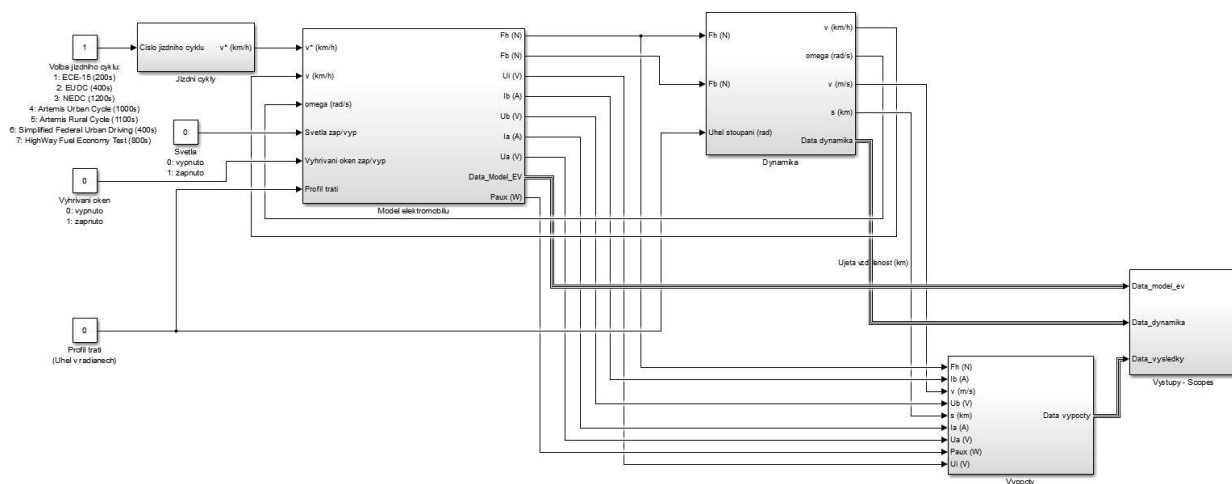 1
Volba jizdniho cyklu:
1: ECE-15 (200s)
2: EUDC (400s)
3: NEDC (1200s)
4: Artemis Urban Cycle (1000s)
5: Artemis Rural Cycle (1100s)
6: Simplified Federal Urban Driving (400s)
7: HighWay Fuel Economy Test (800s)
Cislo jizdniho cyklu
v* (km/h)
Jizdni cykly
0
Svetla
0: vypnuto
1: zapnuto
0
Vyhrivani oken
0: vypnuto
1: zapnuto
0
Profil trati
(Uhel v radianech)
v* (km/h)
v (km/h)
omega (rad/s)
Svetla zap/vyp
Vyhrivani oken zap/vyp
Profil trati
Fh (N)
Fb (N)
Ui (V)
Ib (A)
Ub (V)
Ia (A)
Ua (V)
Data_Model_EV
Paux (W)
Model elektromobilu
Fh (N)
Fb (N)
Uhel stoupani (rad)
v (km/h)
omega (rad/s)
v (m/s)
s (km)
Data dynamika
Dynamika
Ujeta vzdalenost (km)
Fh (N)
Ib (A)
v (m/s)
Ub (V)
s (km)
Ia (A)
Ua (V)
Paux (W)
Ui (V)
Data vypocty
Vypocty
Data_model_ev
Data_dynamika
Data_vysledky
Vystupy - Scopes